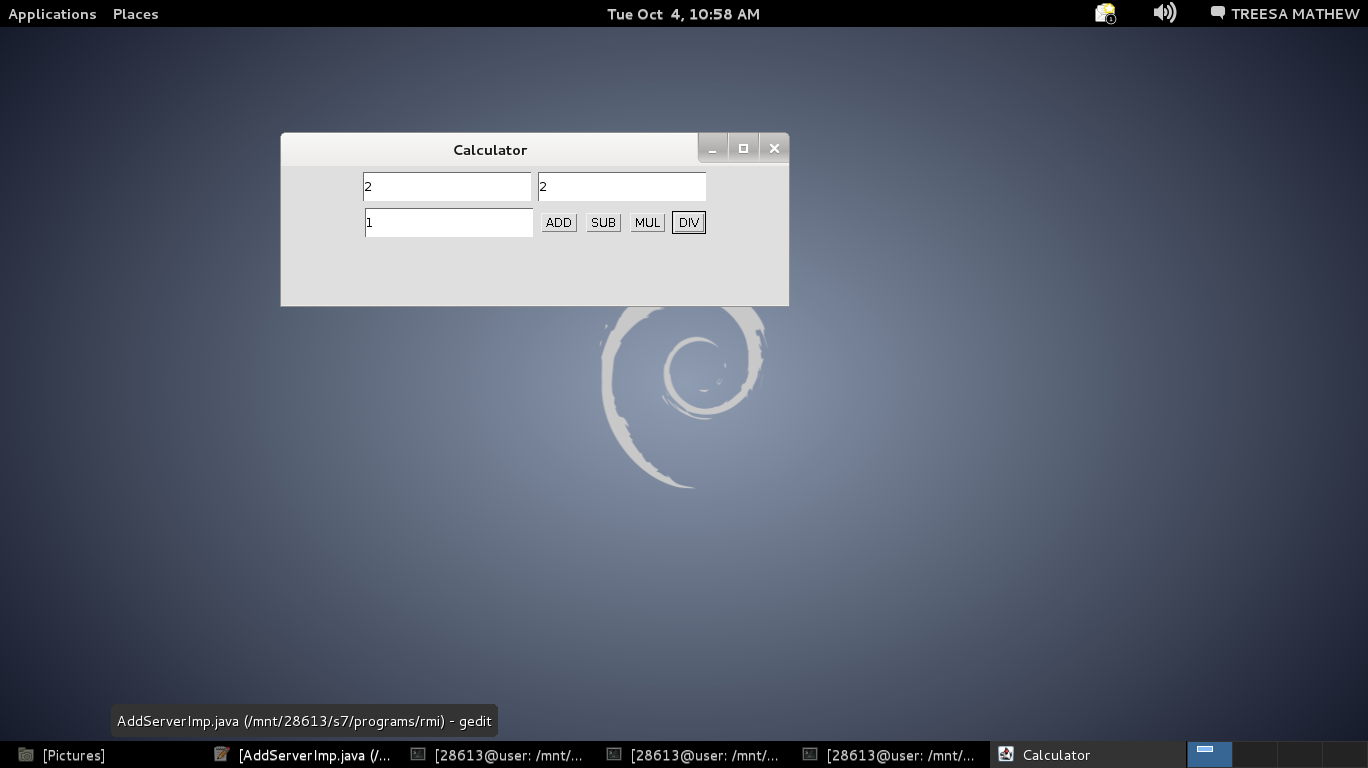 Applications Places Tue Oct 4, 10:58 AM 1 TREESA MATHEW
Calculator
2 2
1 ADD SUB MUL DIV
AddServerImp.java (/mnt/28613/s7/programs/rmi) - gedit
[Pictures] [AddServerImp.java (/... [28613@user: /mnt/... [28613@user: /mnt/... [28613@user: /mnt/... Calculator